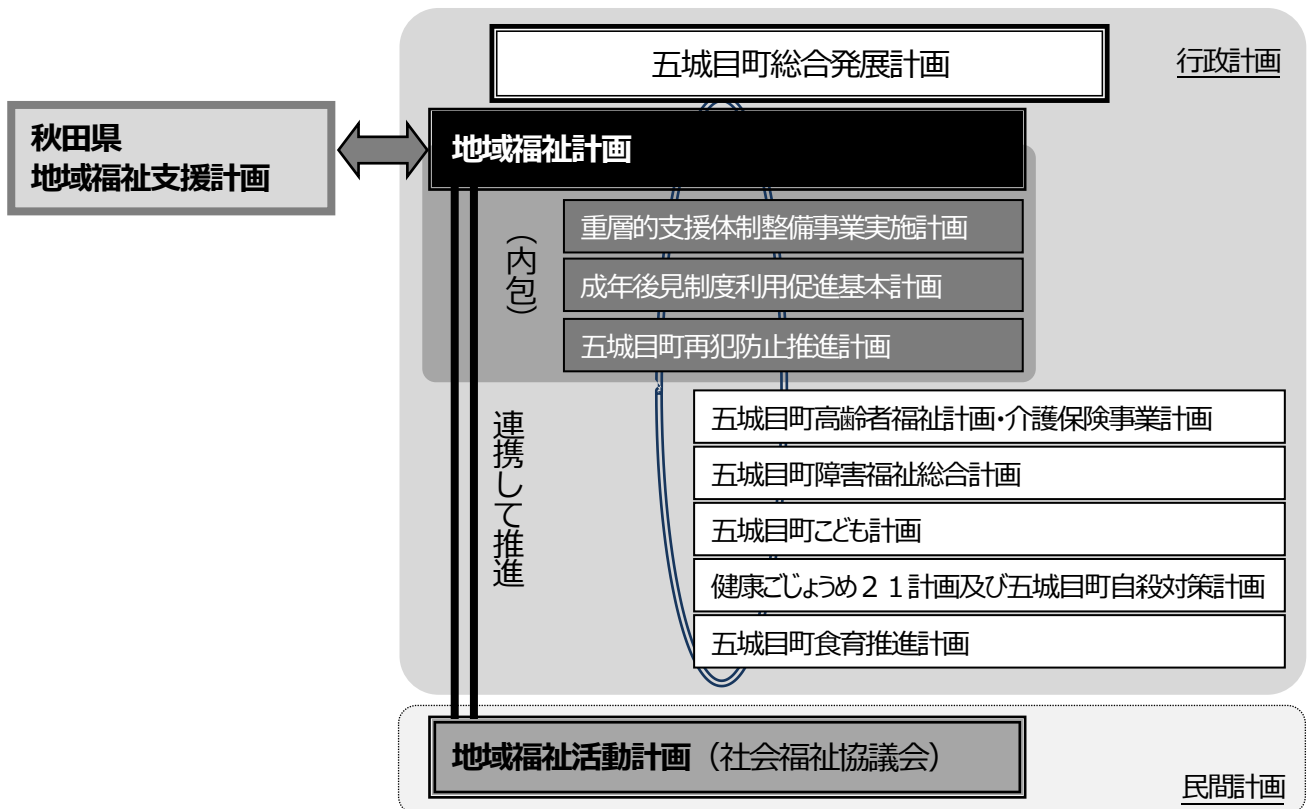 五城目町総合発展計画
行政計画
秋田県
地域福祉支援計画
地域福祉計画
（内包）
重層的支援体制整備事業実施計画
成年後見制度利用促進基本計画
五城目町再犯防止推進計画
連携して推進
五城目町高齢者福祉計画・介護保険事業計画
五城目町障害福祉総合計画
五城目町こども計画
健康ごじょうめ２１計画及び五城目町自殺対策計画
五城目町食育推進計画
地域福祉活動計画（社会福祉協議会）
民間計画